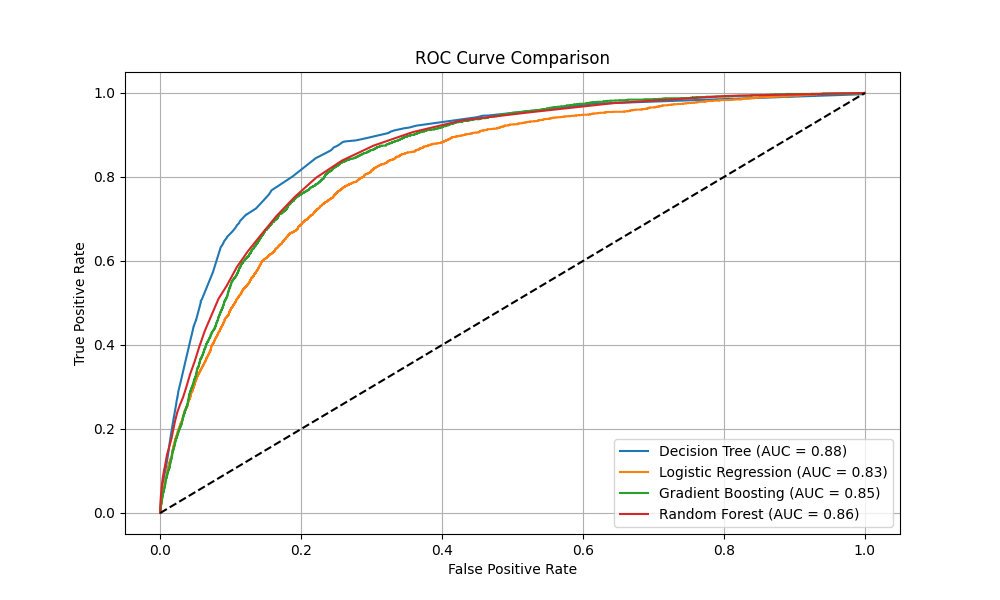 ROC Curve Comparison
True Positive Rate
1.0
0.8
0.6
0.4
0.2
0.0
Decision Tree (AUC = 0.88)
Logistic Regression (AUC = 0.83)
Gradient Boosting (AUC = 0.85)
Random Forest (AUC = 0.86)
0.0 0.2 0.4 0.6 0.8 1.0
False Positive Rate